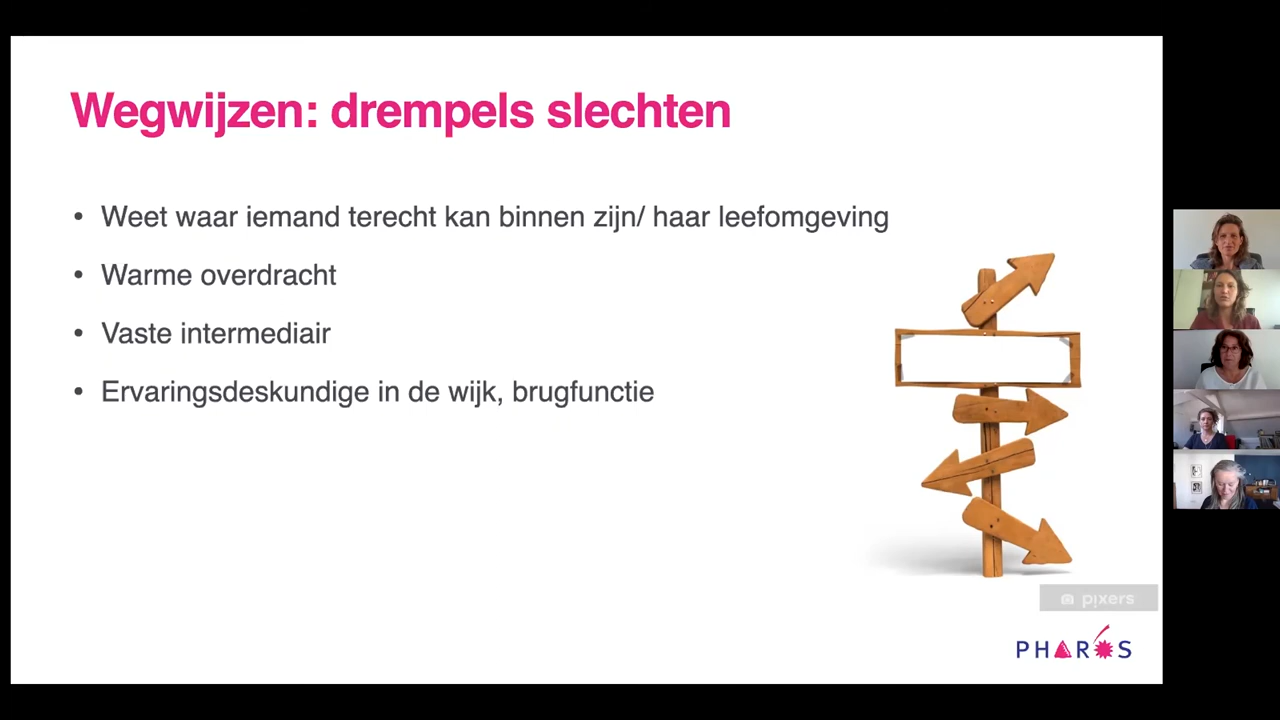 Wegwijzen: drempels slechten
• Weet waar iemand terecht kan binnen zijn/ haar leefomgeving
• Warme overdracht
• Vaste intermediair
• Ervaringsdeskundige in de wijk, brugfunctie
pixers
PHAROS